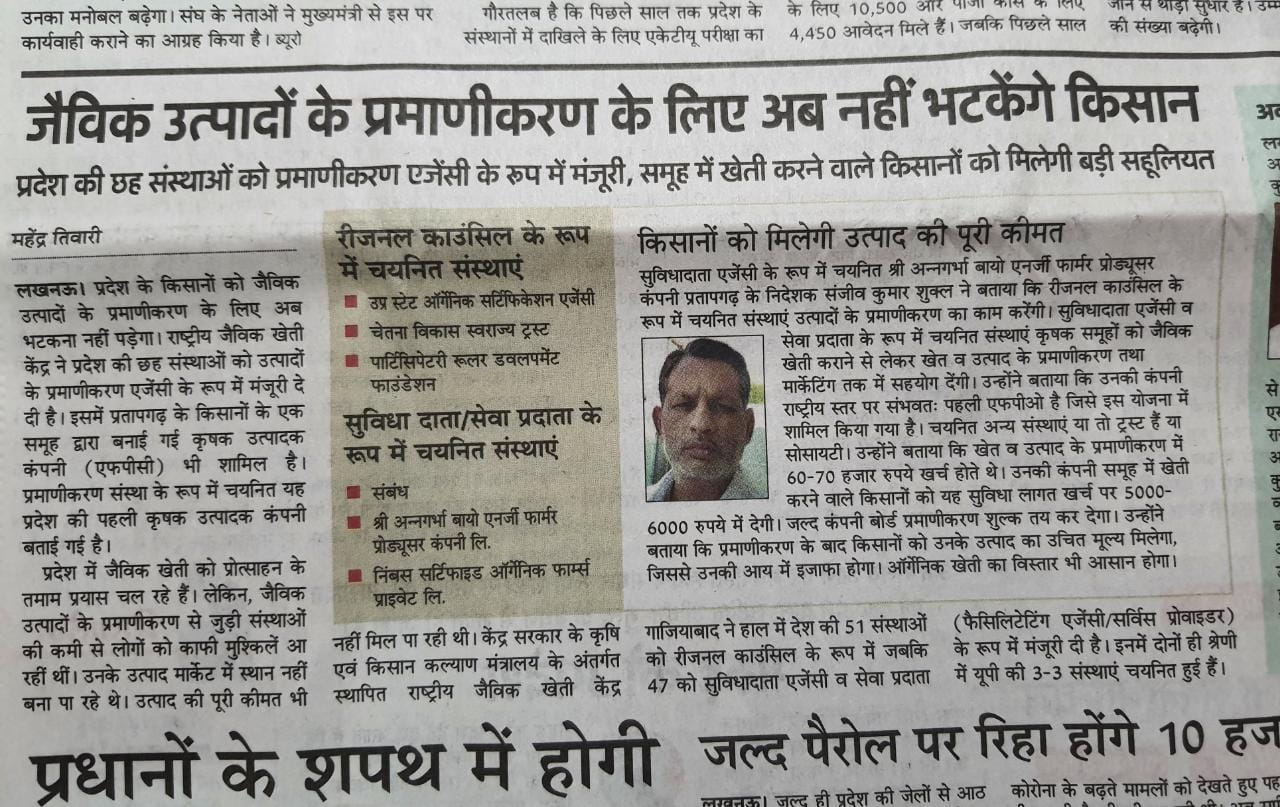 उनका मनोबल बढ़ेगा। संघ के नेताओं ने मुख्यमंत्री से इस पर
कार्यवाही कराने का आग्रह किया है। ब्यूरो
गौरतलब है कि पिछले साल तक प्रदेश के
संस्थानों में दाखिले के लिए एकेटीयू परीक्षा का
के लिए 10,500 और
4,450 आवेदन मिले हैं। जबकि पिछले साल
जाने से थोड़ा सुधार है।
की संख्या बढ़ेगी।
जैविक उत्पादों के प्रमाणीकरण के लिए अब नहीं भटकेंगे किसान
प्रदेश की छह संस्थाओं को प्रमाणीकरण एजेंसी के रूप में मंजूरी, समूह में खेती करने वाले किसानों को मिलेगी बड़ी सहूलियत
महेंद्र तिवारी
लखनऊ। प्रदेश के किसानों को जैविक
उत्पादों के प्रमाणीकरण के लिए अब
भटकना नहीं पड़ेगा। राष्ट्रीय जैविक खेती
केंद्र ने प्रदेश की छह संस्थाओं को उत्पादों
के प्रमाणीकरण एजेंसी के रूप में मंजूरी दे
दी है। इसमें प्रतापगढ़ के किसानों के एक
समूह द्वारा बनाई गई कृषक उत्पादक
कंपनी (एफपीसी) भी शामिल है।
प्रमाणीकरण संस्था के रूप में चयनित यह
प्रदेश की पहली कृषक उत्पादक कंपनी
बताई गई है।
प्रदेश में जैविक खेती को प्रोत्साहन के
तमाम प्रयास चल रहे हैं। लेकिन, जैविक
उत्पादों के प्रमाणीकरण से जुड़ी संस्थाओं
की कमी से लोगों को काफी मुश्किलें आ
रहीं थीं। उनके उत्पाद मार्केट में स्थान नहीं
बना पा रहे थे। उत्पाद की पूरी कीमत भी
रीजनल काउंसिल के रूप
में चयनित संस्थाएं
उप्र स्टेट ऑर्गेनिक सर्टिफिकेशन एजेंसी
चेतना विकास स्वराज्य ट्रस्ट
पार्टिसिपेटरी रूलर डवलपमेंट
फाउंडेशन
सुविधा दाता/सेवा प्रदाता के
रूप में चयनित संस्थाएं
संबंध
श्री अन्नगर्भा बायो एनर्जी फार्मर
प्रोड्यूसर कंपनी लि.
निंबस सर्टिफाइड ऑर्गेनिक फार्म्स
प्राइवेट लि.
नहीं मिल पा रही थी। केंद्र सरकार के कृषि
एवं किसान कल्याण मंत्रालय के अंतर्गत
स्थापित राष्ट्रीय जैविक खेती केंद्र
किसानों को मिलेगी उत्पाद की पूरी कीमत
सुविधादाता एजेंसी के रूप में चयनित श्री अन्नगर्भा बायो एनर्जी फार्मर प्रोड्यूसर
कंपनी प्रतापगढ़ के निदेशक संजीव कुमार शुक्ल ने बताया कि रीजनल काउंसिल के
रूप में चयनित संस्थाएं उत्पादों के प्रमाणीकरण का काम करेंगी। सुविधादाता एजेंसी व
सेवा प्रदाता के रूप में चयनित संस्थाएं कृषक समूहों को जैविक
खेती कराने से लेकर खेत व उत्पाद के प्रमाणीकरण तथा
मार्केटिंग तक में सहयोग देंगी। उन्होंने बताया कि उनकी कंपनी
राष्ट्रीय स्तर पर संभवतः पहली एफपीओ है जिसे इस योजना में
शामिल किया गया है। चयनित अन्य संस्थाएं या तो ट्रस्ट हैं या
सोसायटी। उन्होंने बताया कि खेत व उत्पाद के प्रमाणीकरण में
60-70 हजार रुपये खर्च होते थे। उनकी कंपनी समूह में खेती
करने वाले किसानों को यह सुविधा लागत खर्च पर 5000-
6000 रुपये में देगी। जल्द कंपनी बोर्ड प्रमाणीकरण शुल्क तय कर देगा। उन्होंने
बताया कि प्रमाणीकरण के बाद किसानों को उनके उत्पाद का उचित मूल्य मिलेगा,
जिससे उनकी आय में इजाफा होगा। ऑर्गेनिक खेती का विस्तार भी आसान होगा।
गाजियाबाद ने हाल में देश की 51 संस्थाओं
को रीजनल काउंसिल के रूप में जबकि
47 को सुविधादाता एजेंसी व सेवा प्रदाता
(फैसिलिटेटिंग एजेंसी/सर्विस प्रोवाइडर)
के रूप में मंजूरी दी है। इनमें दोनों ही श्रेणी
में यूपी की 3-3 संस्थाएं चयनित हुई हैं।
प्रधानों के शपथ में होगी
जल्द पैरोल पर रिहा होंगे 10
लखनऊ। जल्द ही प्रदेश की जेलों से आठ
कोरोना के बढ़ते मामलों को देखते हुए